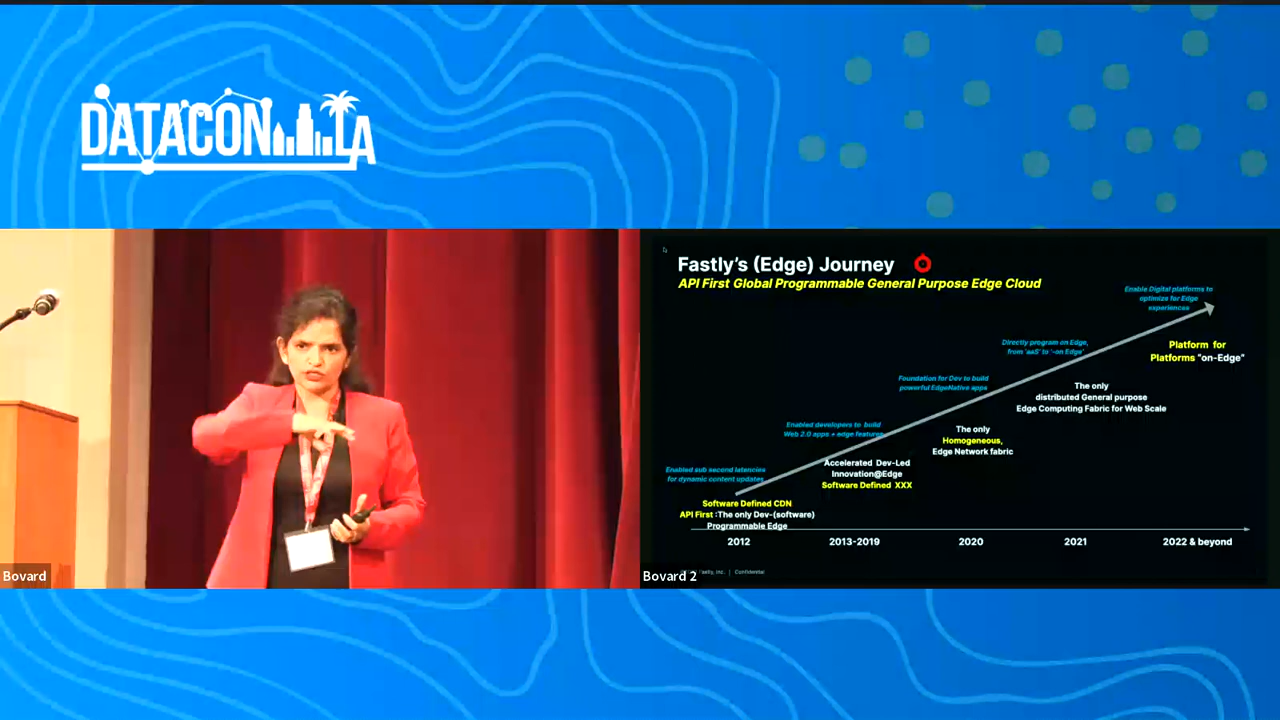 DATACON LA
Fastly's (Edge) Journey
API First Global Programmable General Purpose Edge Cloud
Enable Digital platforms to
optimize for Edge
experiences
Platform for
Platforms "on-Edge"
Directly program on Edge,
from 'aaS' to '-on Edge'
The only
distributed General purpose
Edge Computing Fabric for Web Scale
Foundation for Dev to build
powerful EdgeNative apps
The only
Homogeneous,
Edge Network fabric
Enabled developers to build
Web 2.0 apps + edge features
Accelerated Dev-Led
Innovation@Edge
Software Defined XXX
Enabled sub second latencies
for dynamic content updates
Software Defined CDN
API First :The only Dev-(software)
Programmable Edge
2012
2013-2019
2020
2021
2022 & beyond
Fastly, Inc. | Confidential
Bovard
Bovard 2